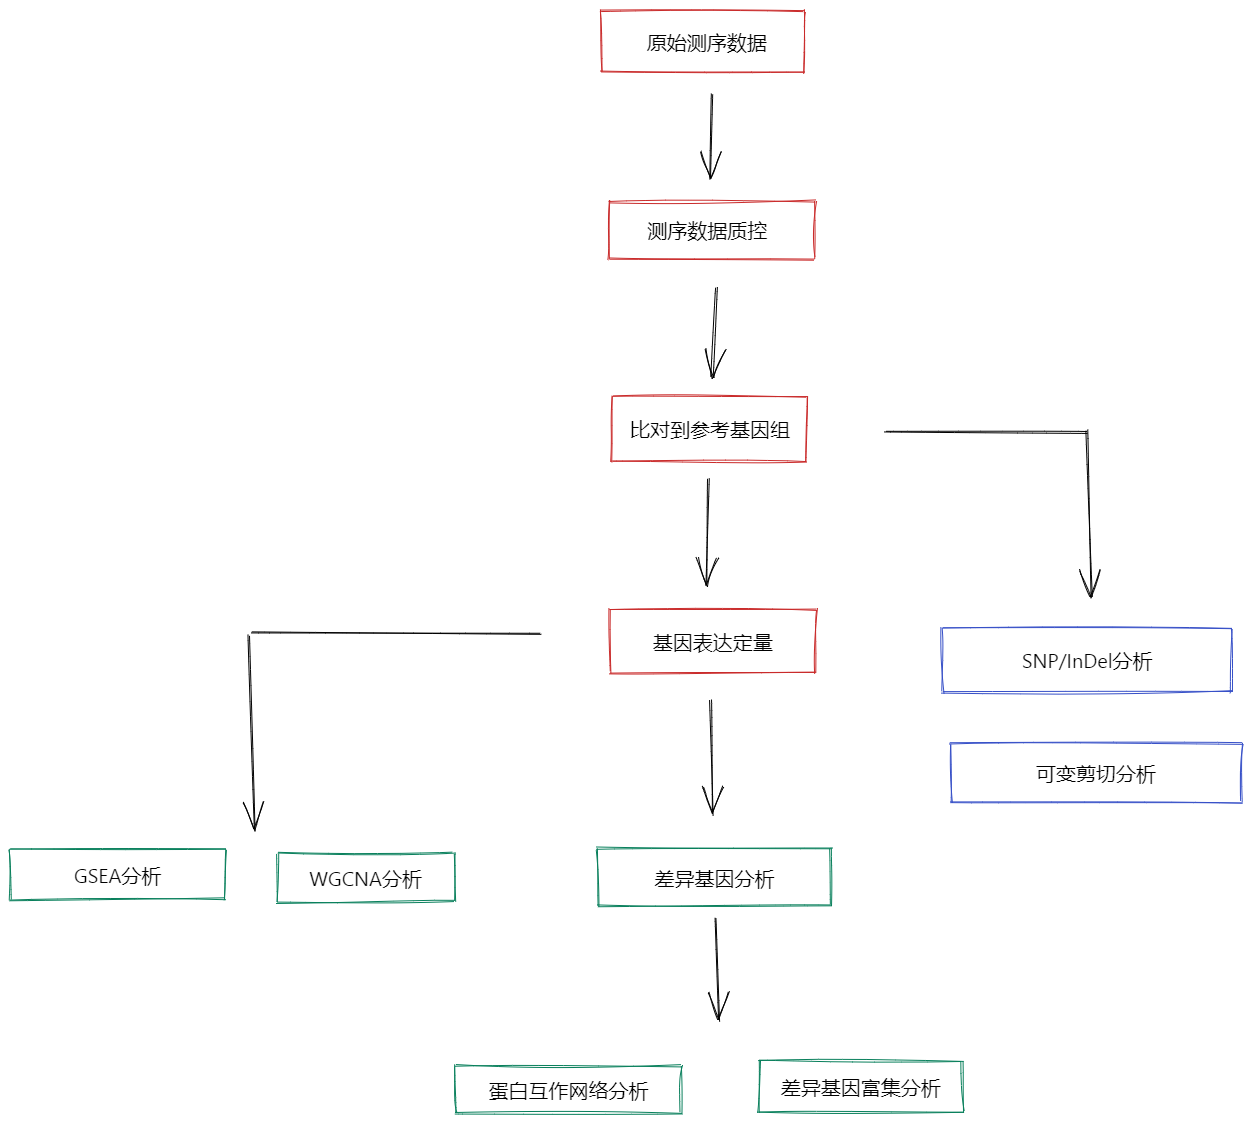 原始测序数据
测序数据质控
比对到参考基因组
基因表达定量
SNP/InDel分析
可变剪切分析
GSEA分析
WGCNA分析
差异基因分析
蛋白互作网络分析
差异基因富集分析